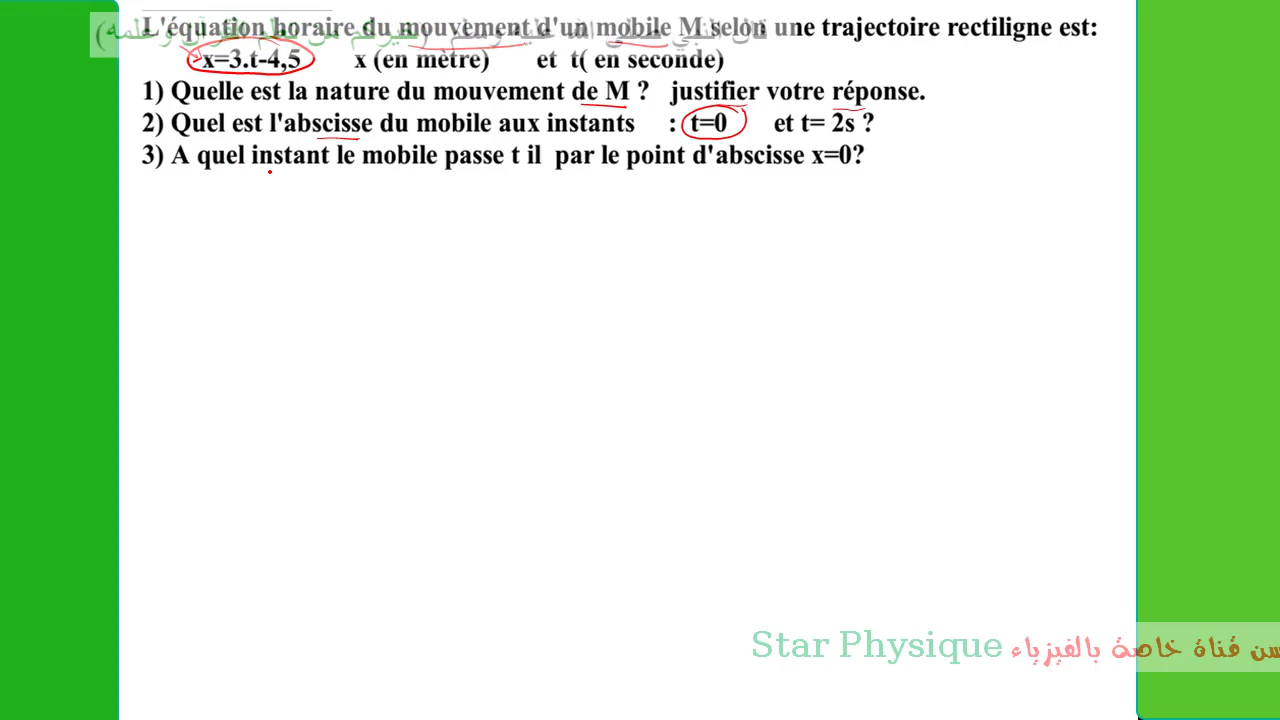 L'équation horaire du mouvement d'un mobile M selon une trajectoire rectiligne est:
x=3.t-4,5 x (en mètre) et t( en seconde)
1) Quelle est la nature du mouvement de M ? justifier votre réponse.
2) Quel est l'abscisse du mobile aux instants : t=0 et t= 2s ?
3) A quel instant le mobile passe t il par le point d'abscisse x=0?
Star Physique قناة خاصة بالفيزياء